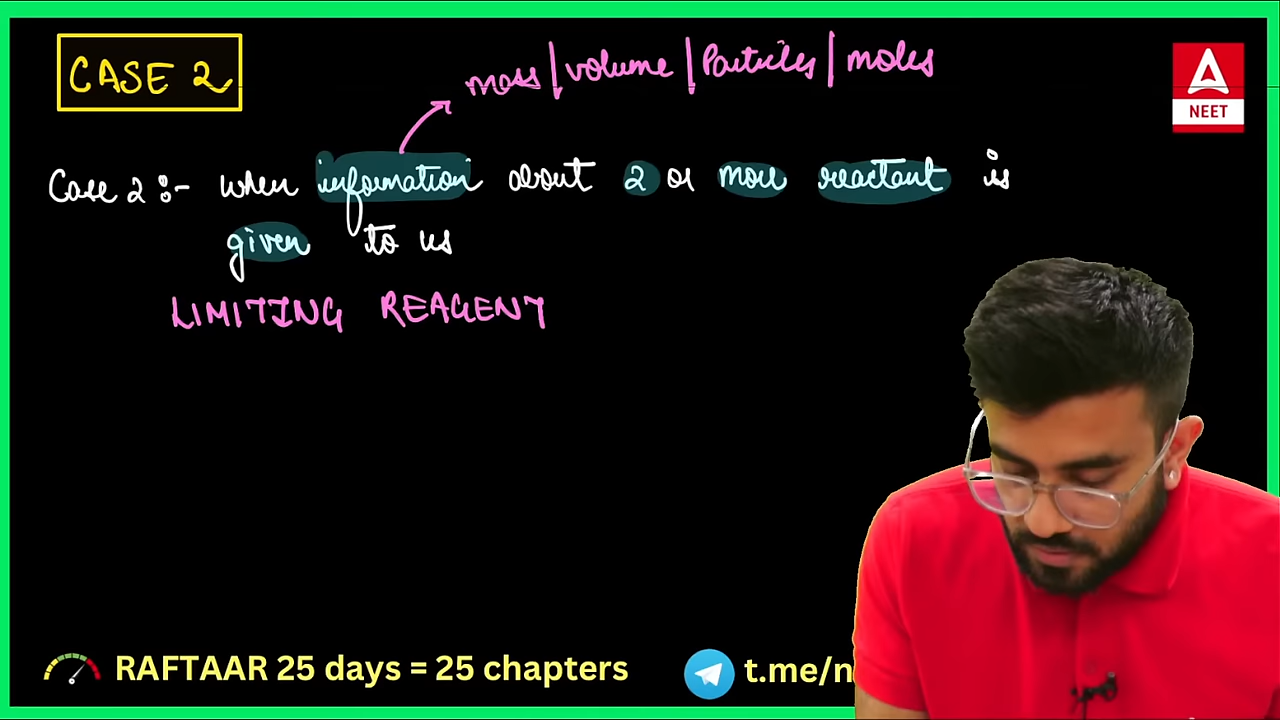 CASE 2
mass | volume | Particles | moles
NEET
Case 2 :- when information about 2 or more reactant is
given to us
LIMITING REAGENT
RAFTAAR 25 days = 25 chapters
t.me/n